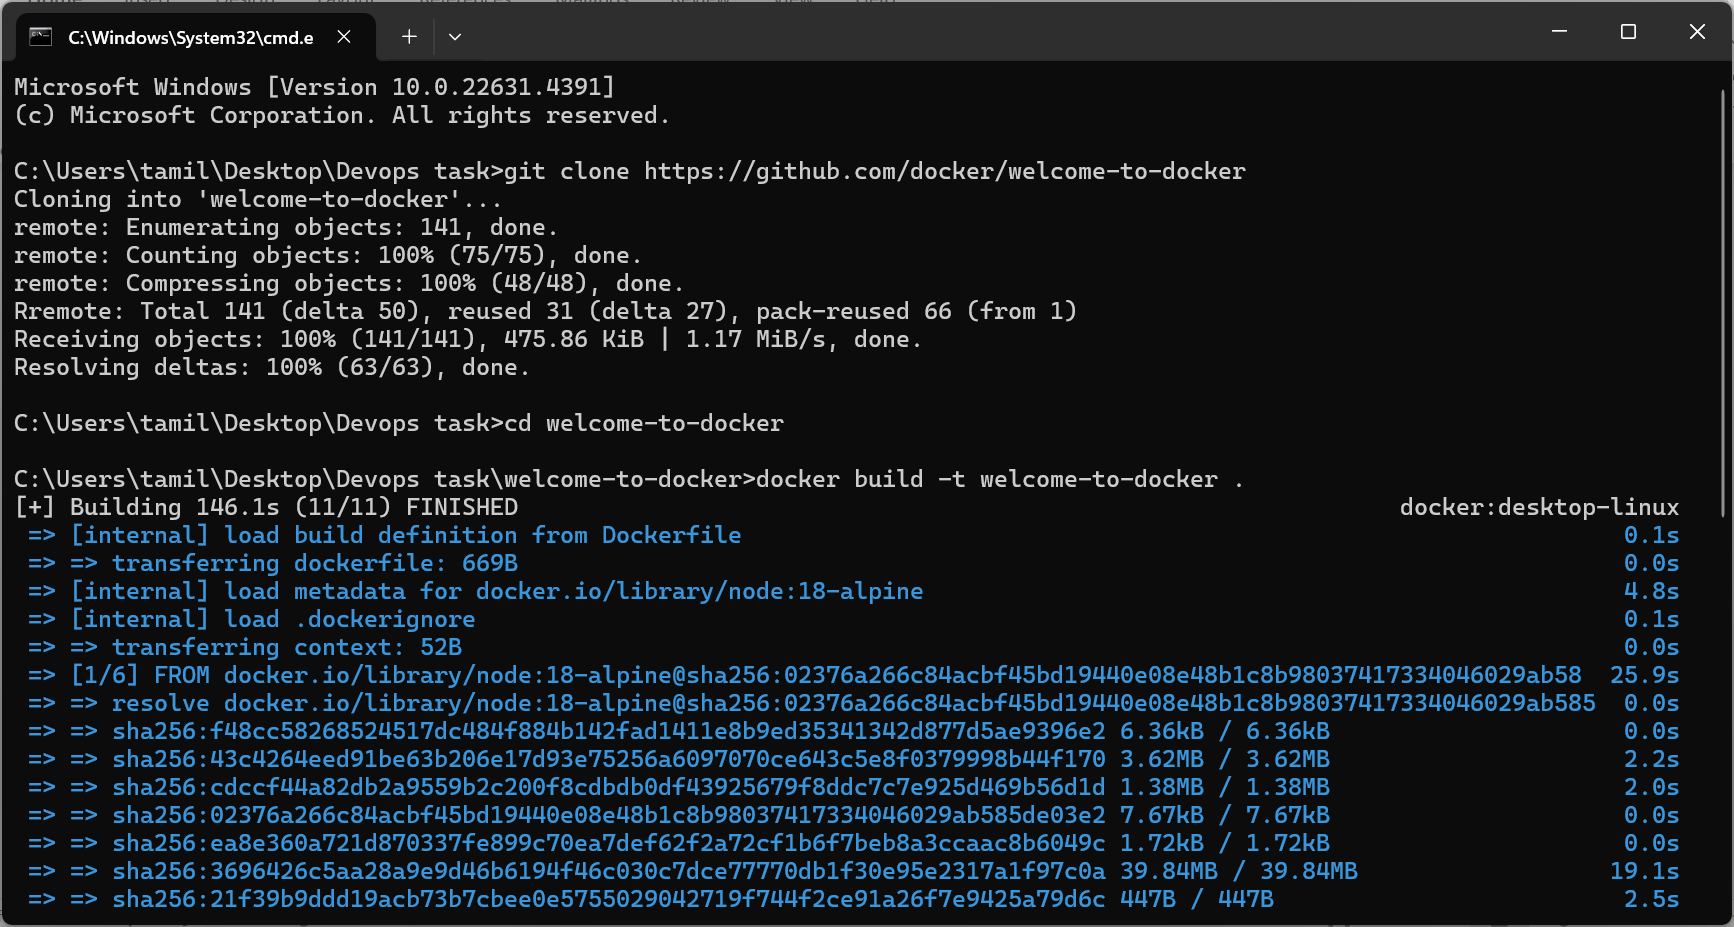 C:\Windows\System32\cmd.e
Microsoft Windows [Version 10.0.22631.4391]
(c) Microsoft Corporation. All rights reserved.
C:\Users\tamil\Desktop\Devops task>git clone https://github.com/docker/welcome-to-docker
Cloning into 'welcome-to-docker'...
remote: Enumerating objects: 141, done.
remote: Counting objects: 100% (75/75), done.
remote: Compressing objects: 100% (48/48), done.
Rremote: Total 141 (delta 50), reused 31 (delta 27), pack-reused 66 (from 1)
Receiving objects: 100% (141/141), 475.86 KiB | 1.17 MiB/s, done.
Resolving deltas: 100% (63/63), done.
C:\Users\tamil\Desktop\Devops task>cd welcome-to-docker
C:\Users\tamil\Desktop\Devops task\welcome-to-docker>docker build -t welcome-to-docker .
[+] Building 146.1s (11/11) FINISHED docker:desktop-linux
=> [internal] load build definition from Dockerfile 0.1s
=> => transferring dockerfile: 669B 0.0s
=> [internal] load metadata for docker.io/library/node:18-alpine 4.8s
=> [internal] load .dockerignore 0.1s
=> => transferring context: 52B 0.0s
=> [1/6] FROM docker.io/library/node:18-alpine@sha256:02376a266c84acbf45bd19440e08e48b1c8b980374173340​46029ab58 25.9s
=> => resolve docker.io/library/node:18-alpine@sha256:02376a266c84acbf45bd19440e08e48b1c8b98037417334046029ab585 0.0s
=> => sha256:f48cc58268524517dc484f884b142fad1411e8b9ed35341342d877d5ae9396e2 6.36kB / 6.36kB 0.0s
=> => sha256:43c4264eed91be63b206e17d93e75256a6097070ce643c5e8f0379998b44f170 3.62MB / 3.62MB 2.2s
=> => sha256:cdccf44a82db2a9559b2c200f8cdbdb0df43925679f8ddc7c7e925d469b56d1d 1.38MB / 1.38MB 2.0s
=> => sha256:02376a266c84acbf45bd19440e08e48b1c8b98037417334046029ab585de03e2 7.67kB / 7.67kB 0.0s
=> => sha256:ea8e360a721d870337fe899c70ea7def62f2a72cf1b6f7beb8a3ccaac8b6049c 1.72kB / 1.72kB 0.0s
=> => sha256:3696426c5aa28a9e9d46b6194f46c030c7dce77770db1f30e95e2317a1f97c0a 39.84MB / 39.84MB 19.1s
=> => sha256:21f39b9ddd19acb73b7cbee0e5755029042719f744f2ce91a26f7e9425a79d6c 447B / 447B 2.5s